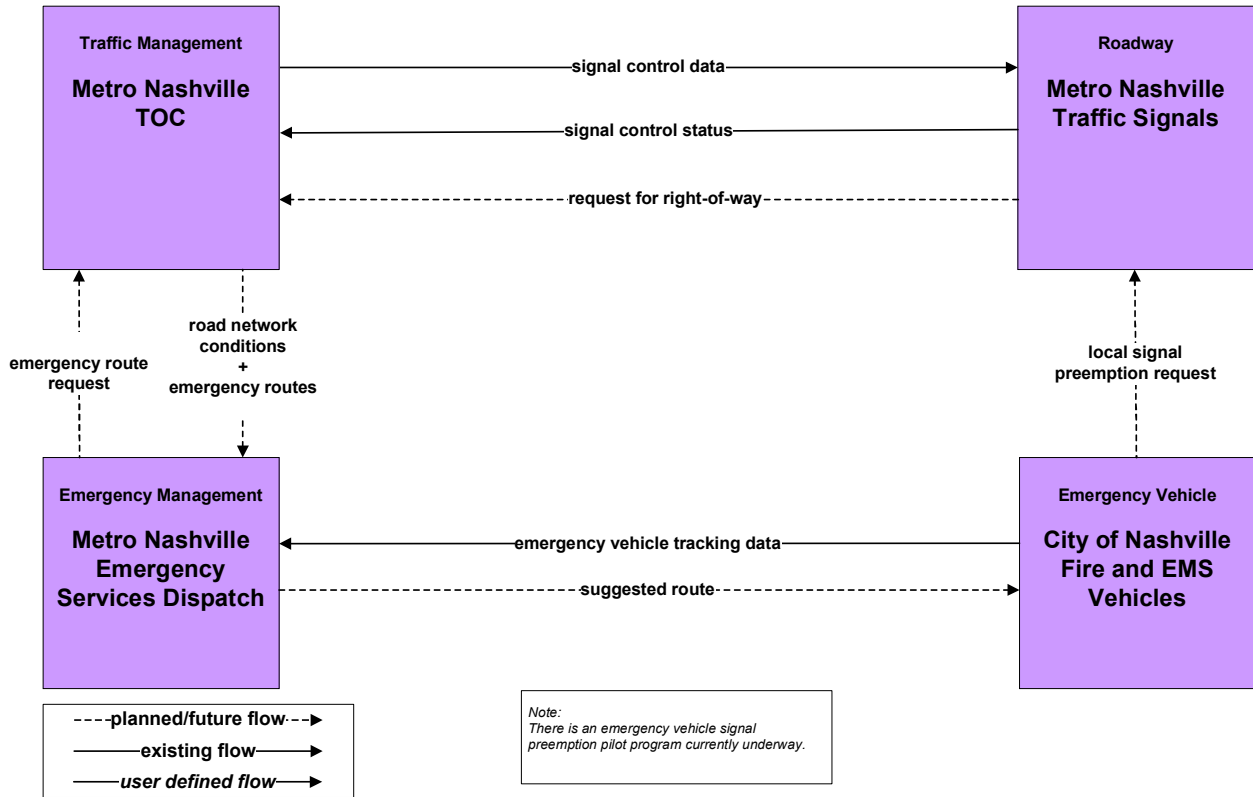 Traffic Management
Metro Nashville
TOC
Roadway
Metro Nashville
Traffic Signals
signal control data
signal control status
request for right-of-way
emergency route
request
road network
conditions
+
emergency routes
local signal
preemption request
Emergency Management
Metro Nashville
Emergency
Services Dispatch
Emergency Vehicle
City of Nashville
Fire and EMS
Vehicles
emergency vehicle tracking data
suggested route
planned/future flow
existing flow
user defined flow
Note:
There is an emergency vehicle signal
preemption pilot program currently underway.